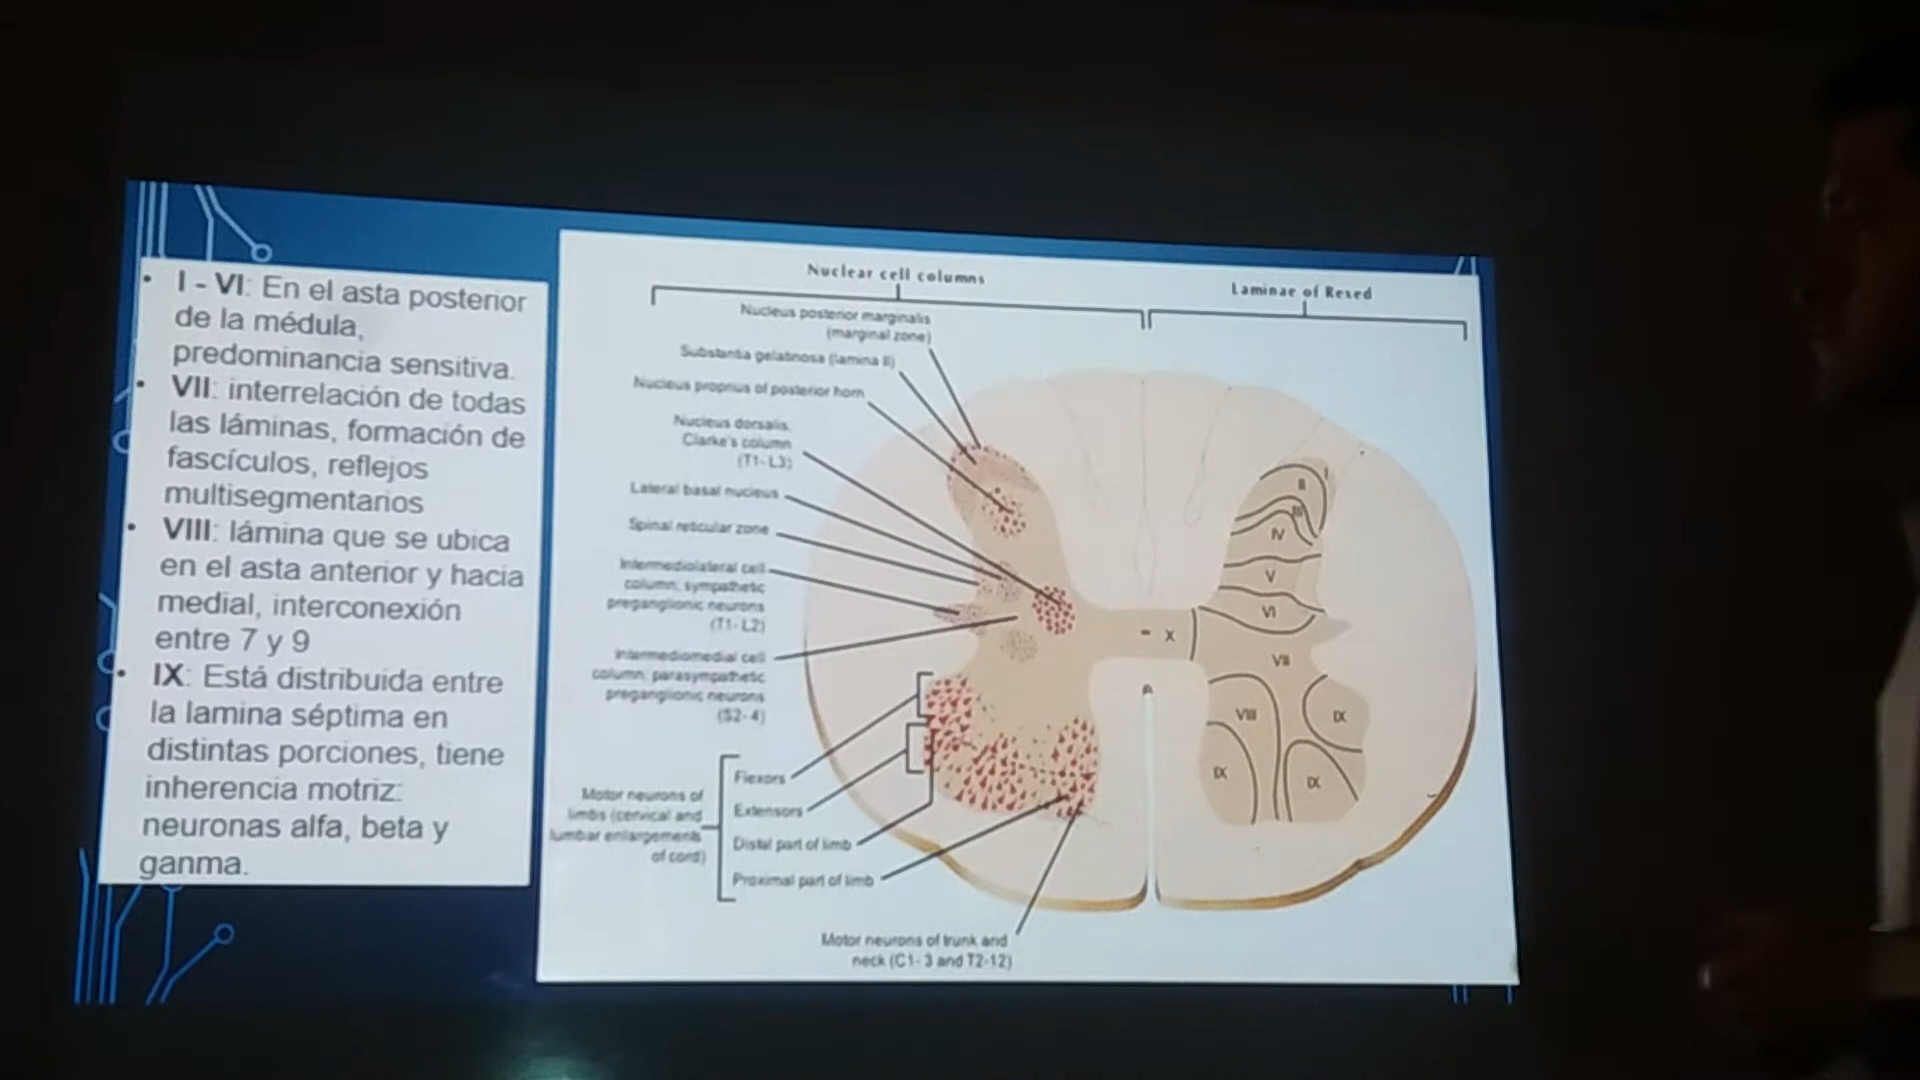 • I - VI: En el asta posterior
de la médula,
predominancia sensitiva.
• VII: interrelación de todas
las láminas, formación de
fascículos, reflejos
multisegmentarios
• VIII: lámina que se ubica
en el asta anterior y hacia
medial, interconexión
entre 7 y 9
• IX: Está distribuida entre
la lamina séptima en
distintas porciones, tiene
inherencia motriz:
neuronas alfa, beta y
ganma.
Nuclear cell columns
Laminae of Rexed
Nucleus posterior marginalis
(marginal zone)
Substantia gelatinosa (lamina II)
Nucleus proprius of posterior horn
Nucleus dorsalis,
Clarke's column
(T1-L3)
Lateral basal nucleus
Spinal reticular zone
Intermediolateral cell
column; sympathetic
preganglionic neurons
(T1-L2)
Intermediomedial cell
column; parasympathetic
preganglionic neurons
(S2-4)
Motor neurons of
limbs (cervical and
lumbar enlargements
of cord)
Flexors
Extensors
Distal part of limb
Proximal part of limb
Motor neurons of trunk and
neck (C1-3 and T2-12)
I
II
III
IV
V
VI
X
VII
VIII
IX
IX
IX